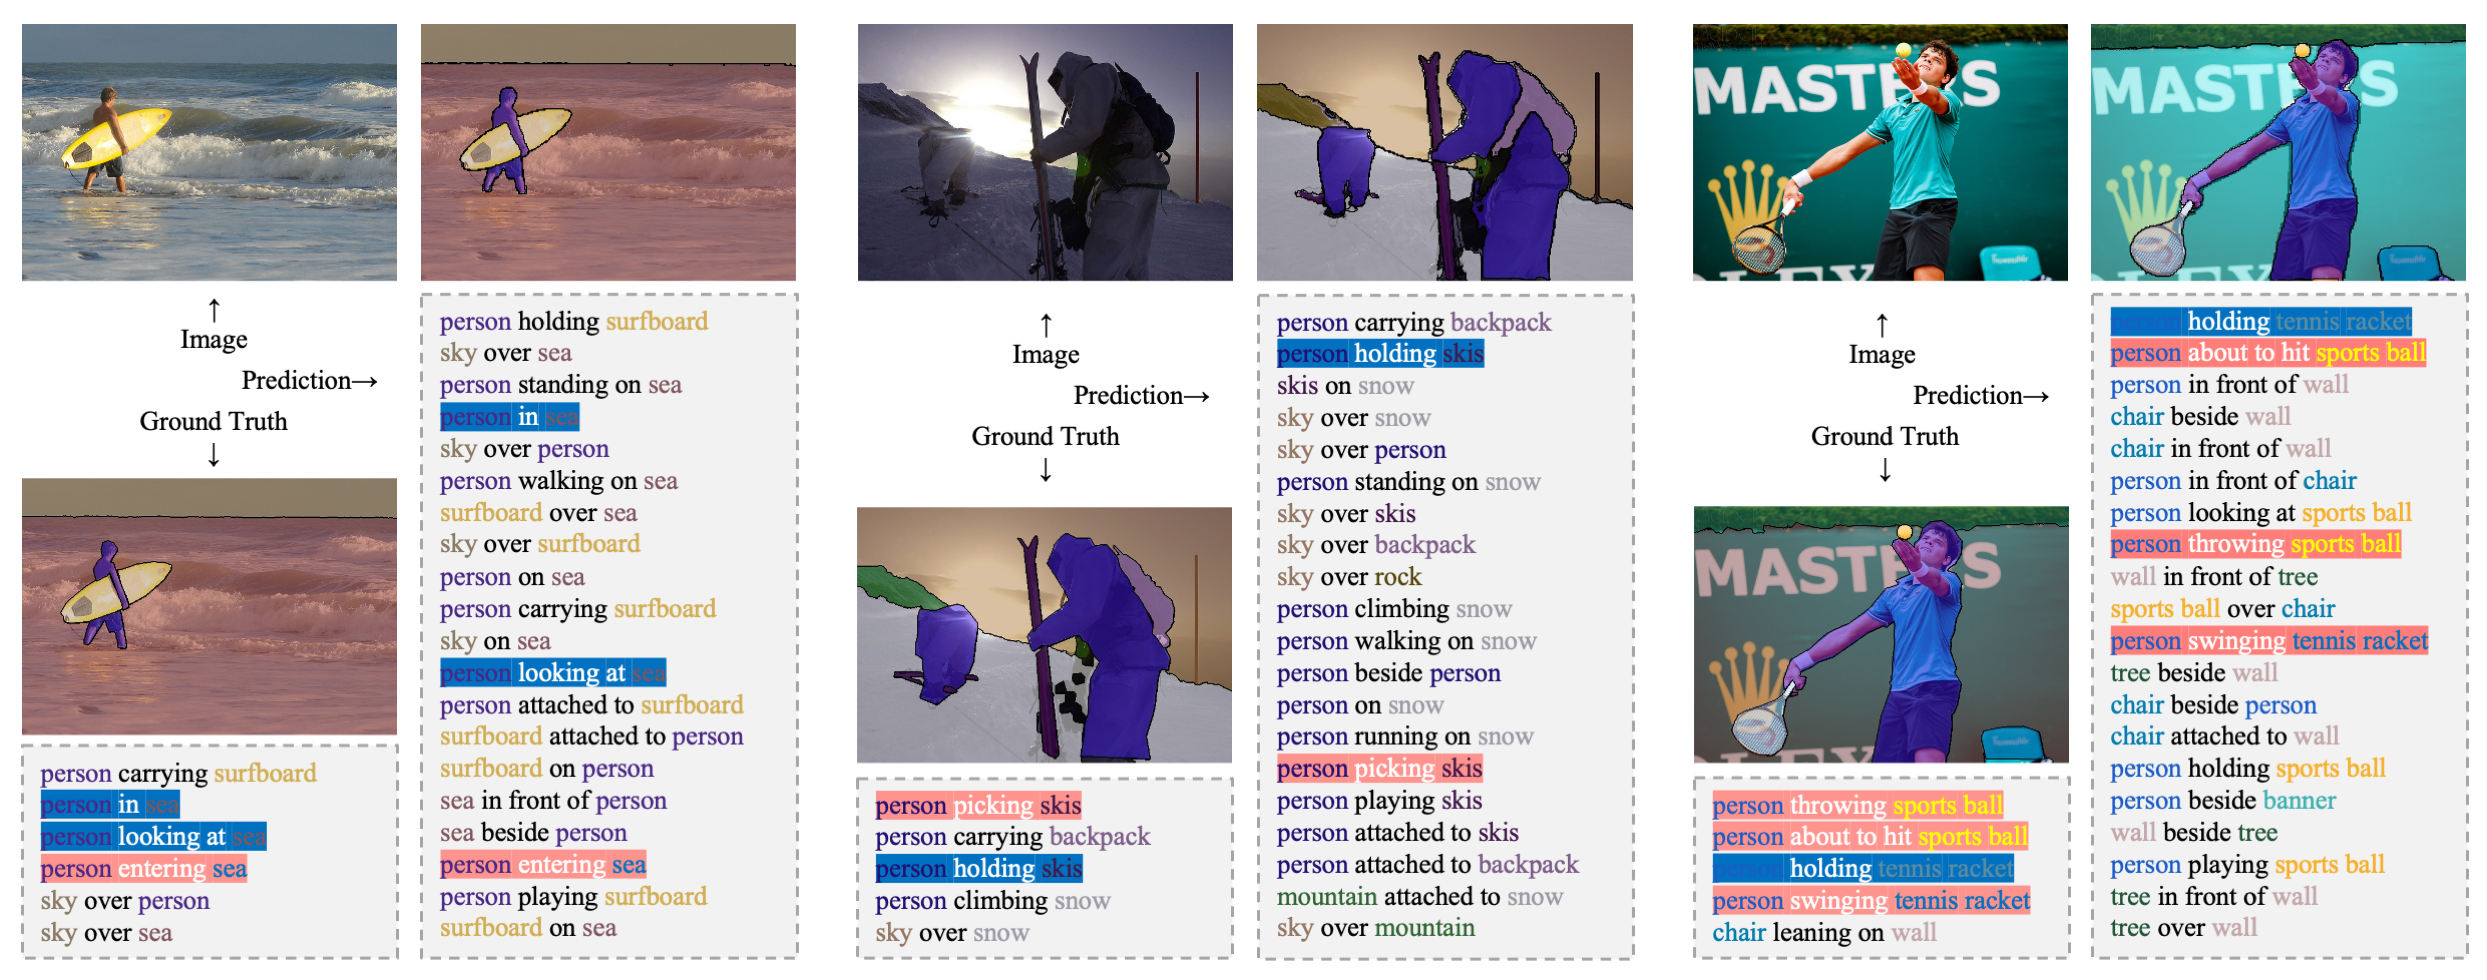 ↑
Image
Prediction→
Ground Truth
↓
person carrying surfboard
person in sea
person looking at sea
person entering sea
sky over person
sky over sea
person holding surfboard
sky over sea
person standing on sea
person in sea
sky over person
person walking on sea
surfboard over sea
sky over surfboard
person on sea
person carrying surfboard
sky on sea
person looking at sea
person attached to surfboard
surfboard attached to person
surfboard on person
sea in front of person
sea beside person
person entering sea
person playing surfboard
surfboard on sea
↑
Image
Prediction→
Ground Truth
↓
person picking skis
person carrying backpack
person holding skis
person climbing snow
sky over snow
person carrying backpack
person holding skis
skis on snow
sky over snow
sky over person
person standing on snow
sky over skis
sky over backpack
sky over rock
person climbing snow
person walking on snow
person beside person
person on snow
person running on snow
person picking skis
person playing skis
person attached to skis
person attached to backpack
mountain attached to snow
sky over mountain
MASTERS
↑
Image
Prediction→
Ground Truth
↓
MASTERS
person throwing sports ball
person about to hit sports ball
person holding tennis racket
person swinging tennis racket
chair leaning on wall
MASTERS
person holding tennis racket
person about to hit sports ball
person in front of wall
chair beside wall
chair in front of wall
person in front of chair
person looking at sports ball
person throwing sports ball
wall in front of tree
sports ball over chair
person swinging tennis racket
tree beside wall
chair beside person
chair attached to wall
person holding sports ball
person beside banner
wall beside tree
person playing sports ball
tree in front of wall
tree over wall